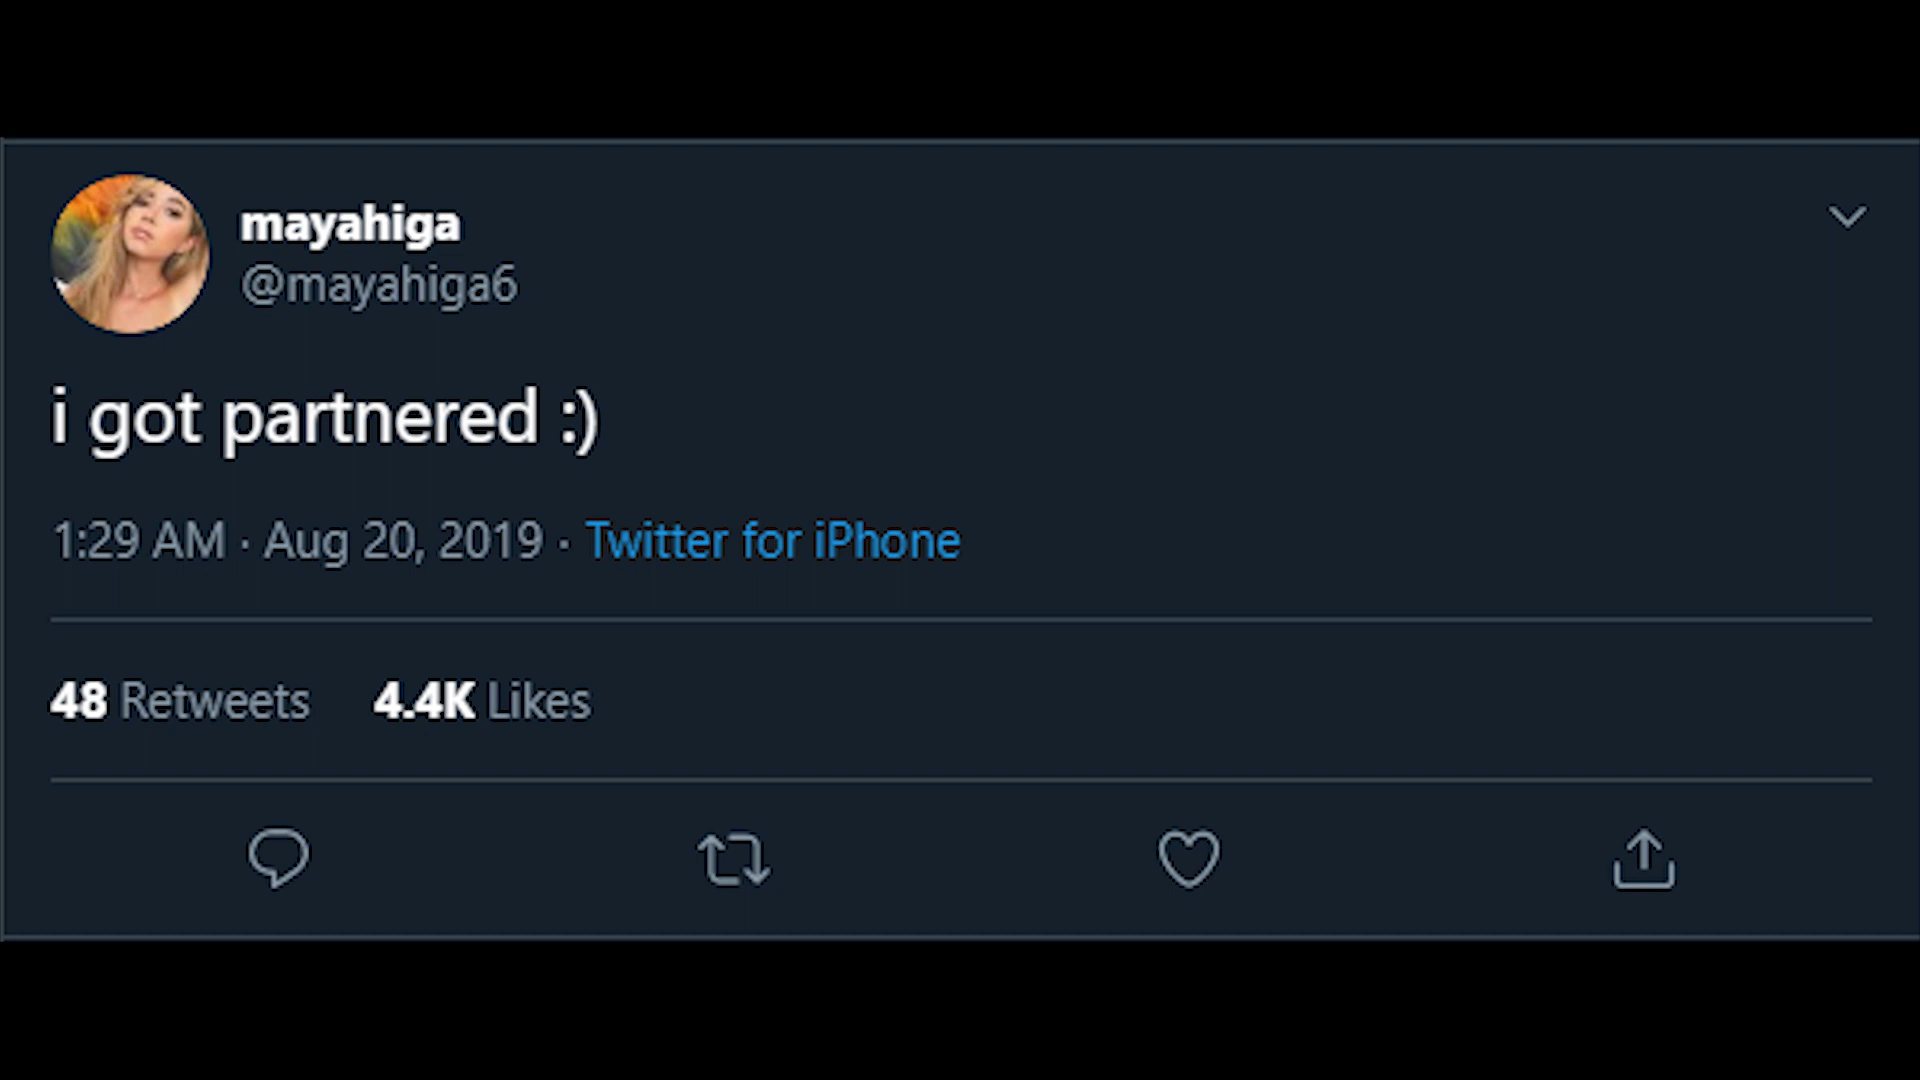 mayahiga
@mayahiga6
i got partnered :)
1:29 AM · Aug 20, 2019 · Twitter for iPhone
48 Retweets 4.4K Likes